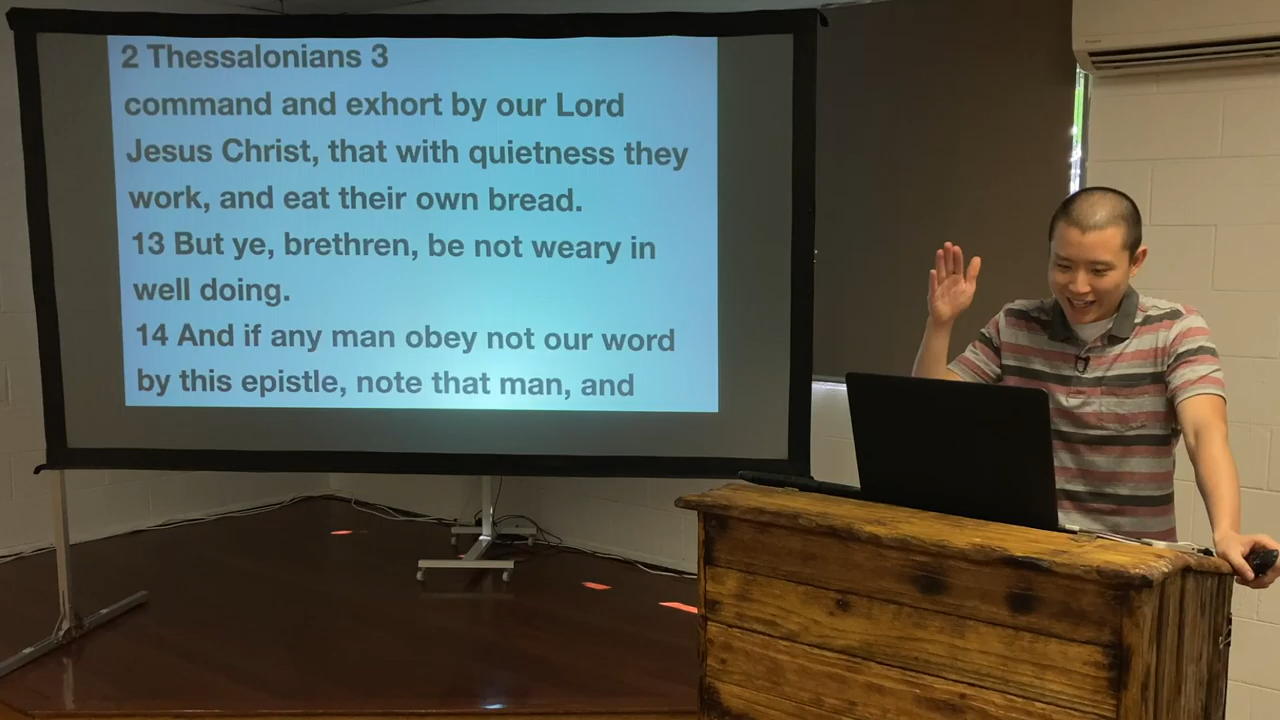 2 Thessalonians 3
command and exhort by our Lord
Jesus Christ, that with quietness they
work, and eat their own bread.
13 But ye, brethren, be not weary in
well doing.
14 And if any man obey not our word
by this epistle, note that man, and